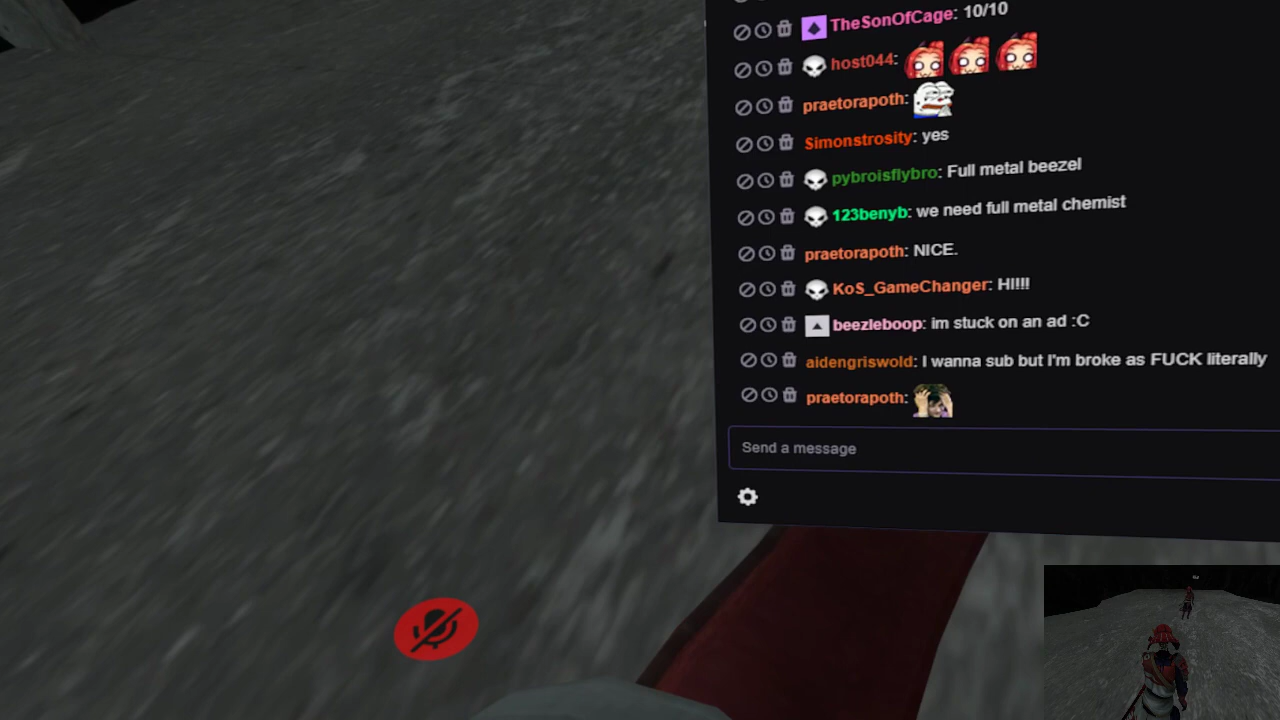 TheSonOfCage: 10/10
host044:
praetorapoth:
Simonstrosity: yes
pybroisflybro: Full metal beezel
123benyb: we need full metal chemist
praetorapoth: NICE.
KoS_GameChanger: HI!!!
beezleboop: im stuck on an ad :C
aidengriswold: I wanna sub but I'm broke as FUCK literally
praetorapoth:
Send a message